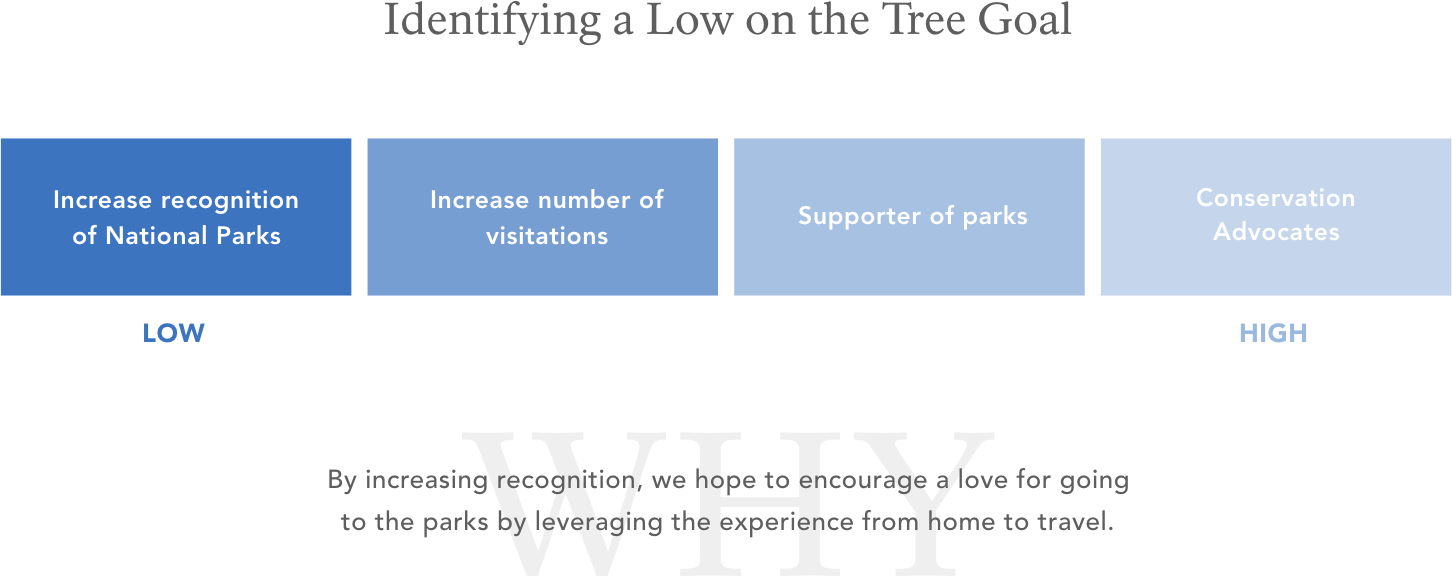 Identifying a Low on the Tree Goal
Increase recognition
of National Parks
Increase number of
visitations
Supporter of parks
Conservation
Advocates
LOW
HIGH
WHY
By increasing recognition, we hope to encourage a love for going
to the parks by leveraging the experience from home to travel.